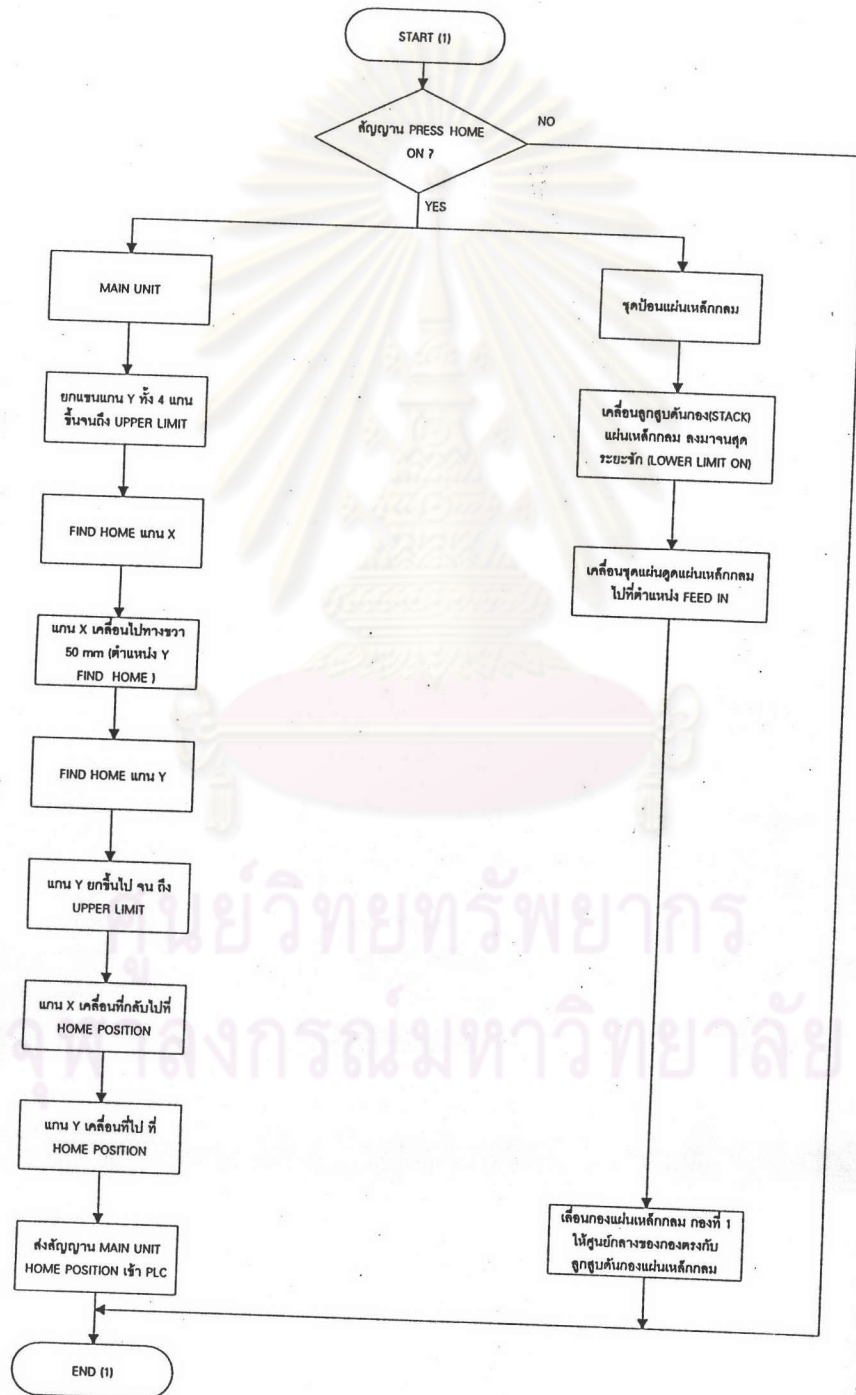 START (1)
สัญญาน PRESS HOME
ON ?
NO
YES
MAIN UNIT
ยกแขนแกน Y ทั้ง 4 แกน
ขึ้นจนถึง UPPER LIMIT
FIND HOME แกน X
แกน X เคลื่อนไปทางขวา
50 mm (ตำแหน่ง Y
FIND HOME )
FIND HOME แกน Y
แกน Y ยกขึ้นไป จน ถึง
UPPER LIMIT
แกน X เคลื่อนที่กลับไปที่
HOME POSITION
แกน Y เคลื่อนที่ไป ที่
HOME POSITION
ส่งสัญญาน MAIN UNIT
HOME POSITION เข้า PLC
END (1)
ชุดป้อนแผ่นเหล็กกลม
เคลื่อนลูกสูบดันกอง(STACK)
แผ่นเหล็กกลม ลงมาจนสุด
ระยะชัก (LOWER LIMIT ON)
เคลื่อนชุดแผ่นดูดแผ่นเหล็กกลม
ไปที่ตำแหน่ง FEED IN
เลื่อนกองแผ่นเหล็กกลม กองที่ 1
ให้ศูนย์กลางของกองตรงกับ
ลูกสูบดันกองแผ่นเหล็กกลม
ศูนย์วิทยทรัพยากร
จุฬาลงกรณ์มหาวิทยาลัย